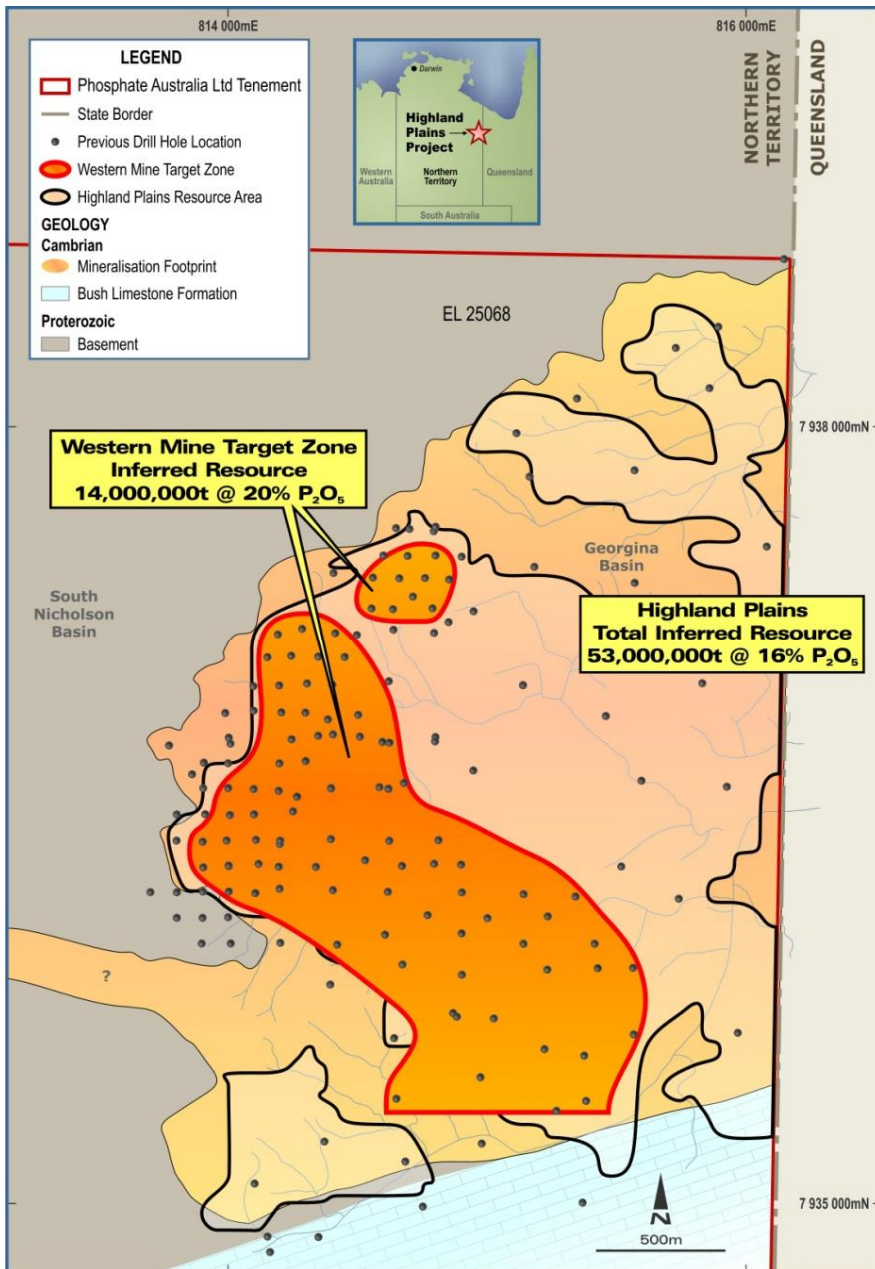 814 000mE
816 000mE
LEGEND
Phosphate Australia Ltd Tenement
State Border
Previous Drill Hole Location
Western Mine Target Zone
Highland Plains Resource Area
GEOLOGY
Cambrian
Mineralisation Footprint
Bush Limestone Formation
Proterozoic
Basement
Darwin
Highland
Plains
Project
Western
Australia
Northern
Territory
Queensland
South Australia
NORTHERN
TERRITORY
QUEENSLAND
EL 25068
7 938 000mN
Western Mine Target Zone
Inferred Resource
14,000,000t @ 20% P₂O₅
Georgina
Basin
South
Nicholson
Basin
Highland Plains
Total Inferred Resource
53,000,000t @ 16% P₂O₅
?
7 935 000mN
N
500m